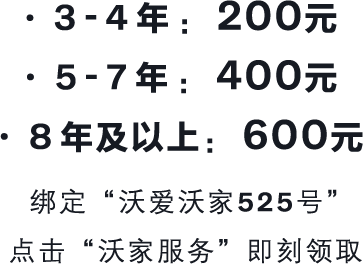 · 3-4年：200元
· 5-7年：400元
· 8年及以上：600元
绑定“沃爱沃家525号”
点击“沃家服务”即刻领取